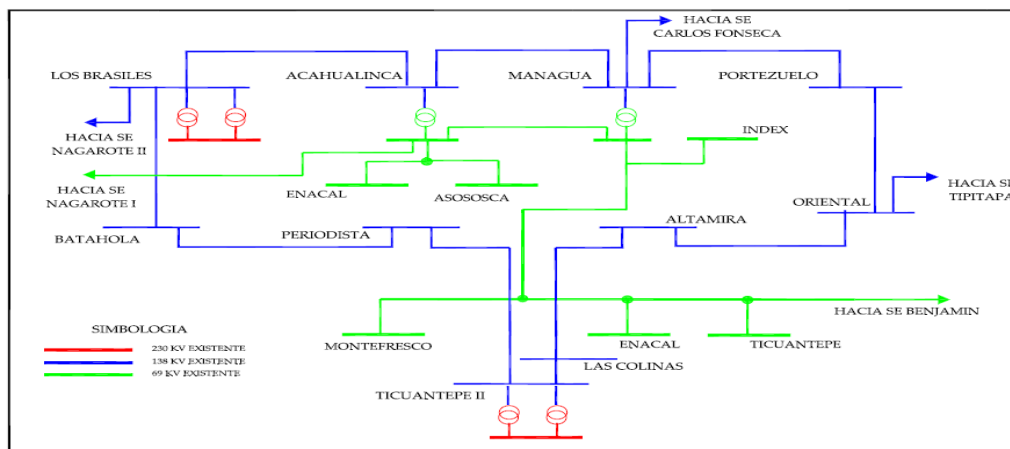 HACIA SE
CARLOS FONSECA
LOS BRASILES
ACAHUALINCA
MANAGUA
PORTEZUELO
HACIA SE
NAGAROTE II
INDEX
HACIA SE
NAGAROTE I
ENACAL
ASOSOSCA
ORIENTAL
HACIA SE
TIPITAPA
BATAHOLA
PERIODISTA
ALTAMIRA
HACIA SE BENJAMIN
SIMBOLOGIA
230 KV EXISTENTE
138 KV EXISTENTE
69 KV EXISTENTE
MONTEFRESCO
ENACAL
TICUANTEPE
LAS COLINAS
TICUANTEPE II